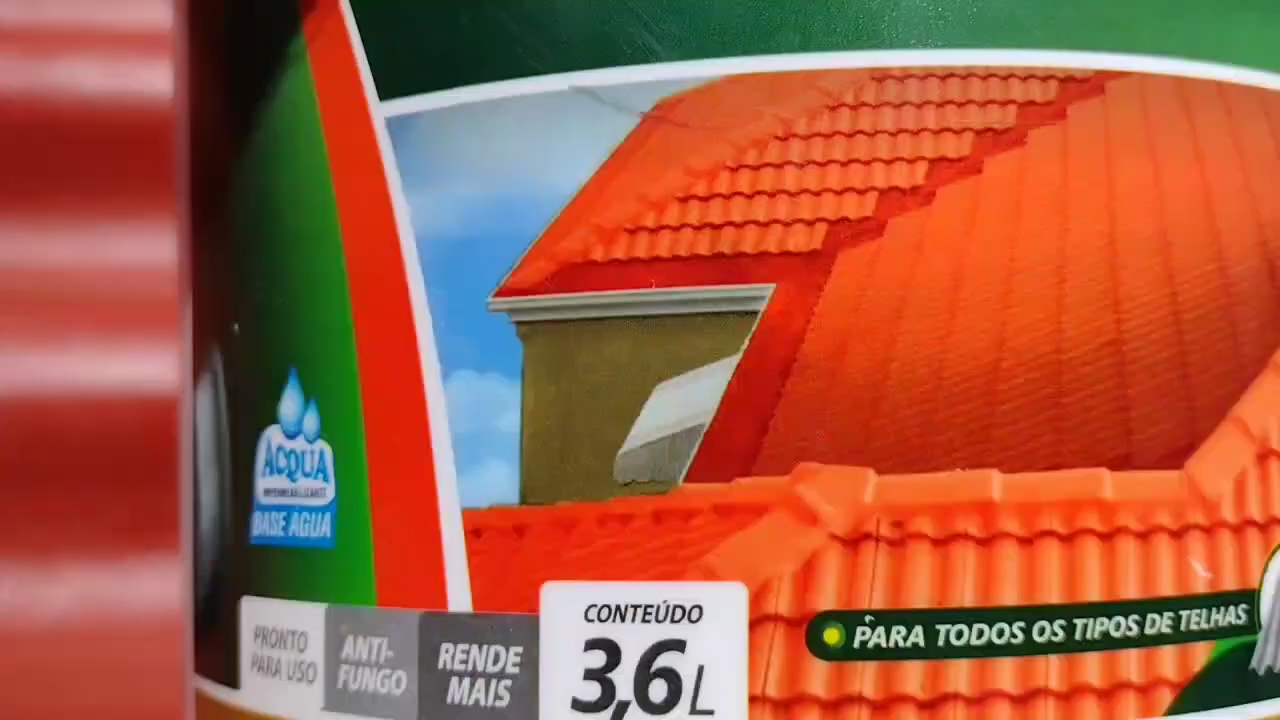 ACQUA
IMPERMEABILIZANTE
BASE ÁGUA
PRONTO
PARA USO
ANTI-
FUNGO
RENDE
MAIS
CONTEÚDO
3,6L
PARA TODOS OS TIPOS DE TELHAS